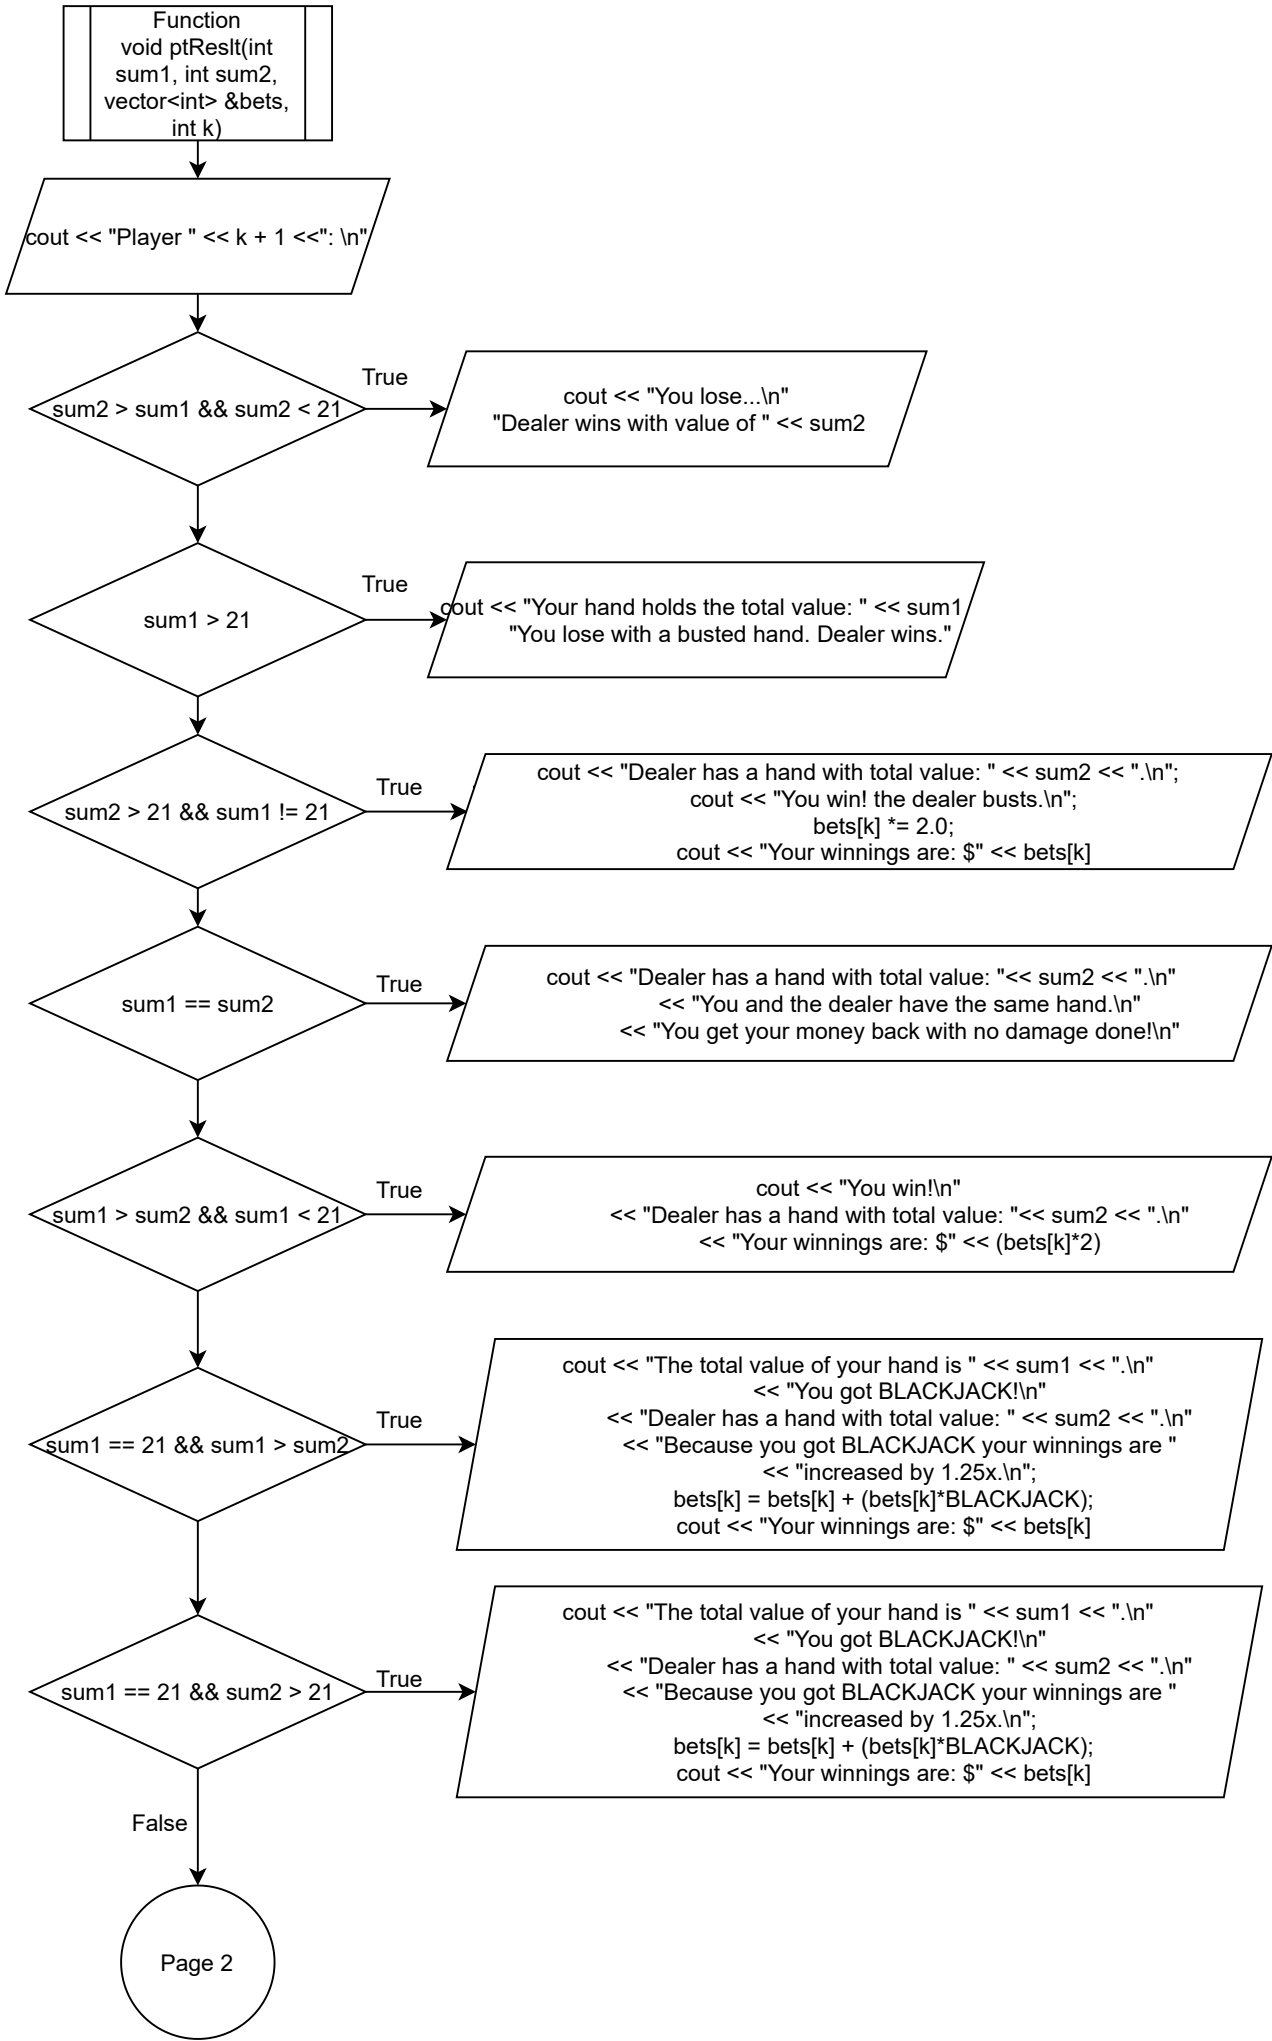 Function
void ptReslt(int
sum1, int sum2,
vector<int> &bets,
int k)
cout << "Player " << k + 1 <<": \n"
sum2 > sum1 && sum2 < 21
True
cout << "You lose...\n"
"Dealer wins with value of " << sum2
sum1 > 21
True
cout << "Your hand holds the total value: " << sum1
"You lose with a busted hand. Dealer wins."
sum2 > 21 && sum1 != 21
True
cout << "Dealer has a hand with total value: " << sum2 << ".\n";
cout << "You win! the dealer busts.\n";
bets[k] *= 2.0;
cout << "Your winnings are: $" << bets[k]
sum1 == sum2
True
cout << "Dealer has a hand with total value: "<< sum2 << ".\n"
<< "You and the dealer have the same hand.\n"
<< "You get your money back with no damage done!\n"
sum1 > sum2 && sum1 < 21
True
cout << "You win!\n"
<< "Dealer has a hand with total value: "<< sum2 << ".\n"
<< "Your winnings are: $" << (bets[k]*2)
sum1 == 21 && sum1 > sum2
True
cout << "The total value of your hand is " << sum1 << ".\n"
<< "You got BLACKJACK!\n"
<< "Dealer has a hand with total value: " << sum2 << ".\n"
<< "Because you got BLACKJACK your winnings are "
<< "increased by 1.25x.\n";
bets[k] = bets[k] + (bets[k]*BLACKJACK);
cout << "Your winnings are: $" << bets[k]
sum1 == 21 && sum2 > 21
True
cout << "The total value of your hand is " << sum1 << ".\n"
<< "You got BLACKJACK!\n"
<< "Dealer has a hand with total value: " << sum2 << ".\n"
<< "Because you got BLACKJACK your winnings are "
<< "increased by 1.25x.\n";
bets[k] = bets[k] + (bets[k]*BLACKJACK);
cout << "Your winnings are: $" << bets[k]
False
Page 2